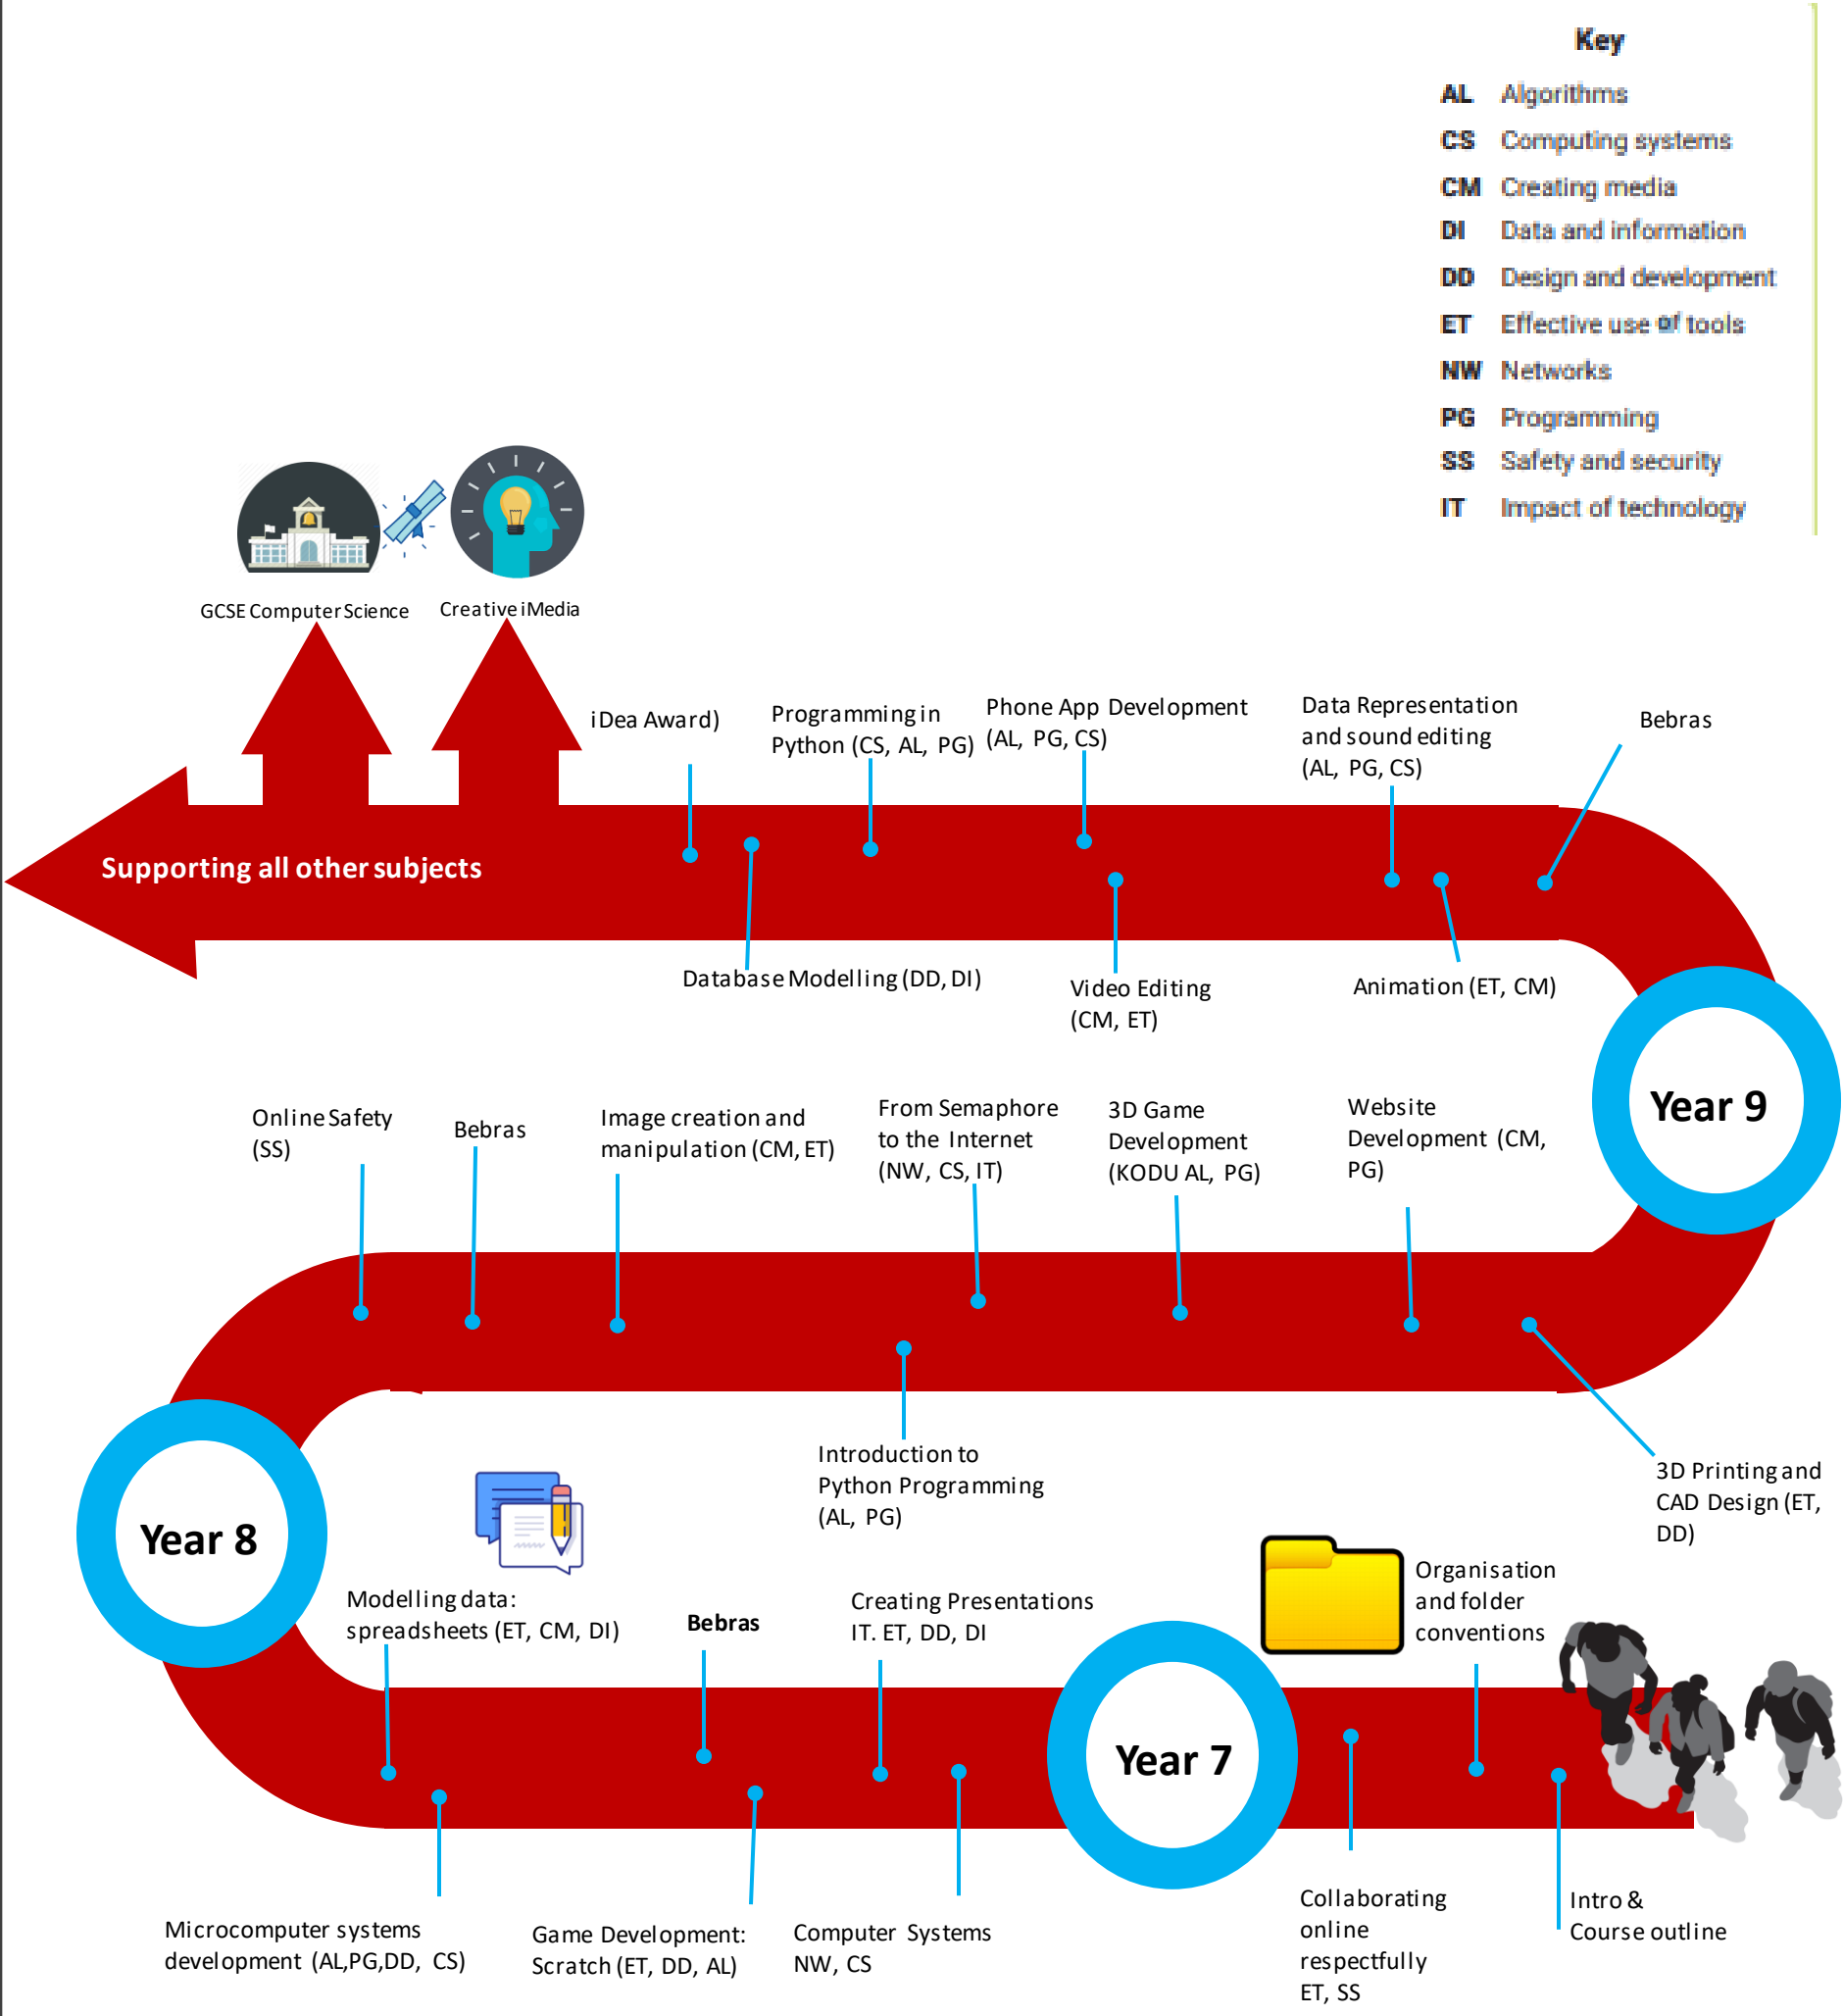 Key
AL Algorithms
CS Computing systems
CM Creating media
DI Data and information
DD Design and development
ET Effective use of tools
NW Networks
PG Programming
SS Safety and security
IT Impact of technology
GCSE Computer Science
Creative iMedia
iDea Award)
Programming in
Python (CS, AL, PG)
Phone App Development
(AL, PG, CS)
Data Representation
and sound editing
(AL, PG, CS)
Bebras
Supporting all other subjects
Database Modelling (DD, DI)
Video Editing
(CM, ET)
Animation (ET, CM)
Year 9
Online Safety
(SS)
Bebras
Image creation and
manipulation (CM, ET)
From Semaphore
to the Internet
(NW, CS, IT)
3D Game
Development
(KODU AL, PG)
Website
Development (CM,
PG)
Introduction to
Python Programming
(AL, PG)
3D Printing and
CAD Design (ET,
DD)
Year 8
Modelling data:
spreadsheets (ET, CM, DI)
Bebras
Creating Presentations
IT. ET, DD, DI
Organisation
and folder
conventions
Year 7
Microcomputer systems
development (AL,PG,DD, CS)
Game Development:
Scratch (ET, DD, AL)
Computer Systems
NW, CS
Collaborating
online
respectfully
ET, SS
Intro &
Course outline